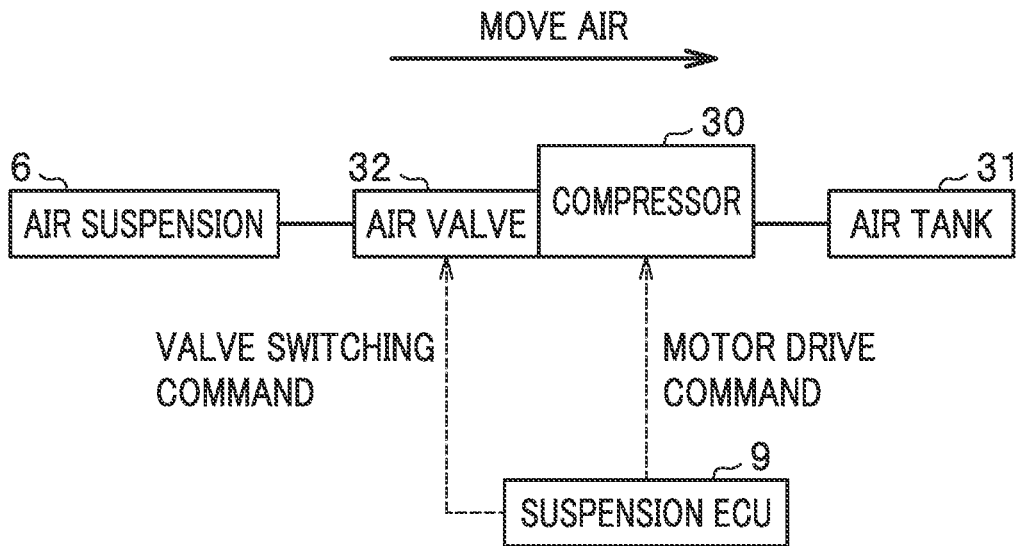 MOVE AIR
30
6
32
31
AIR SUSPENSION
AIR VALVE
COMPRESSOR
AIR TANK
VALVE SWITCHING
COMMAND
MOTOR DRIVE
COMMAND
9
SUSPENSION ECU